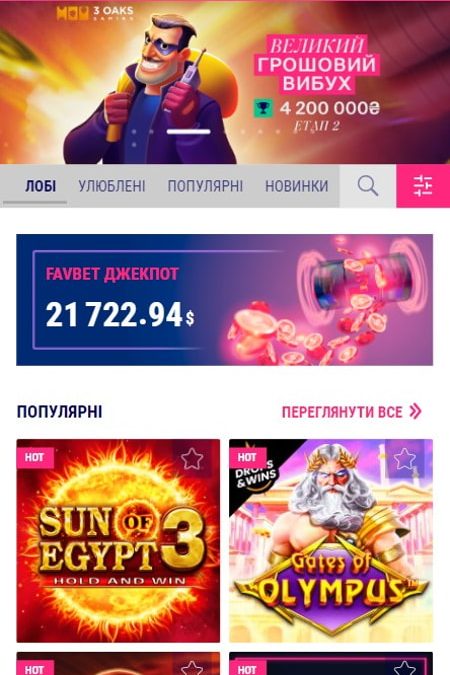 3 OAKS
GAMING
ВЕЛИКИЙ
ГРОШОВИЙ
ВИБУХ
4 200 000₴
ЕТАП 2
ЛОБІ УЛЮБЛЕНІ ПОПУЛЯРНІ НОВИНКИ
FAVBET ДЖЕКПОТ
21 722.94$
ПОПУЛЯРНІ ПЕРЕГЛЯНУТИ ВСЕ
HOT
SUN OF
EGYPT 3
HOLD AND WIN
HOT
DROPS
&WINS
Gates of
OLYMPUS™
HOT
HOT